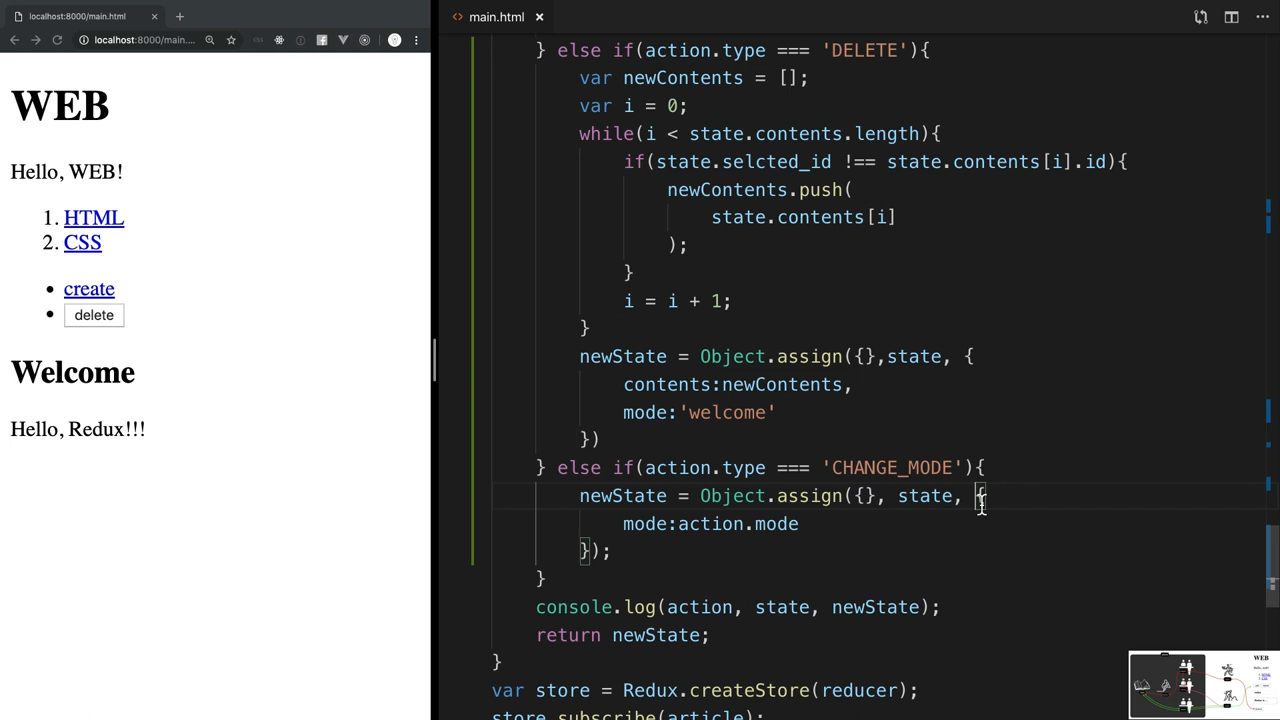 localhost:8000/main.html
localhost:8000/main....
WEB
Hello, WEB!
1. HTML
2. CSS
create
delete
Welcome
Hello, Redux!!!
main.html
} else if(action.type === 'DELETE'){
var newContents = [];
var i = 0;
while(i < state.contents.length){
if(state.selcted_id !== state.contents[i].id){
newContents.push(
state.contents[i]
);
}
i = i + 1;
}
newState = Object.assign({},state, {
contents:newContents,
mode:'welcome'
})
} else if(action.type === 'CHANGE_MODE'){
newState = Object.assign({}, state, {
mode:action.mode
});
}
console.log(action, state, newState);
return newState;
}
var store = Redux.createStore(reducer);
store.subscribe(article);
WEB